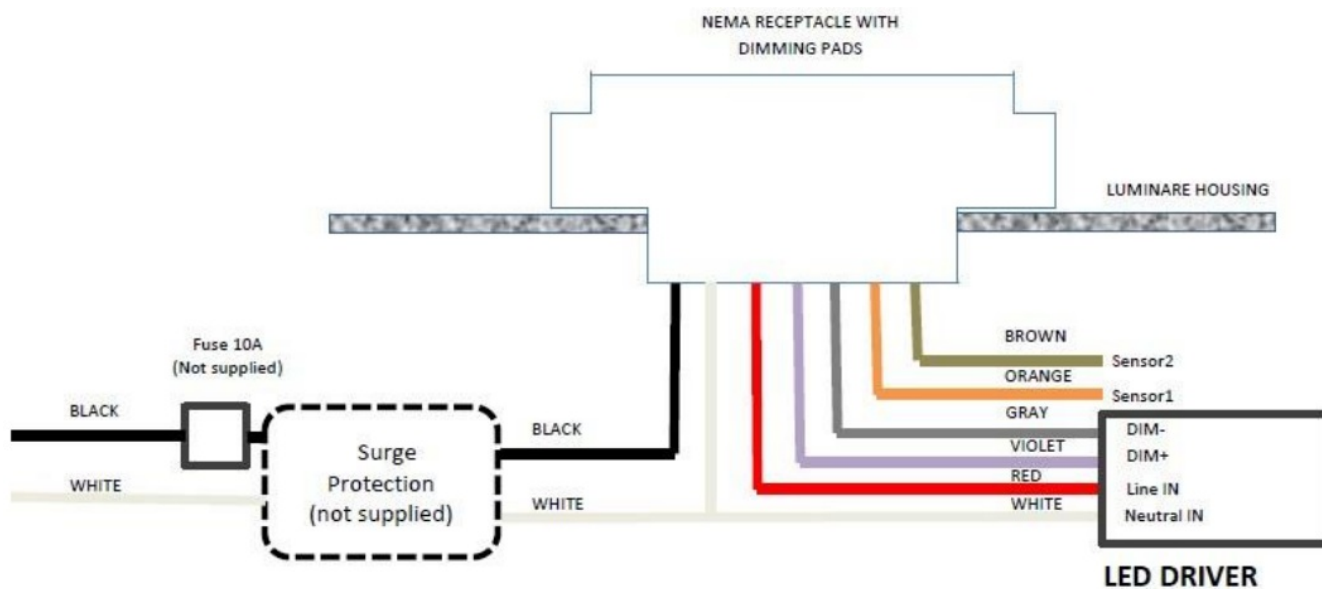 NEMA RECEPTACLE WITH
DIMMING PADS
LUMINARE HOUSING
Fuse 10A
(Not supplied)
BROWN
Sensor2
ORANGE
Sensor1
BLACK
GRAY
DIM-
BLACK
VIOLET
DIM+
Surge
Protection
(not supplied)
RED
Line IN
WHITE
WHITE
WHITE
Neutral IN
LED DRIVER